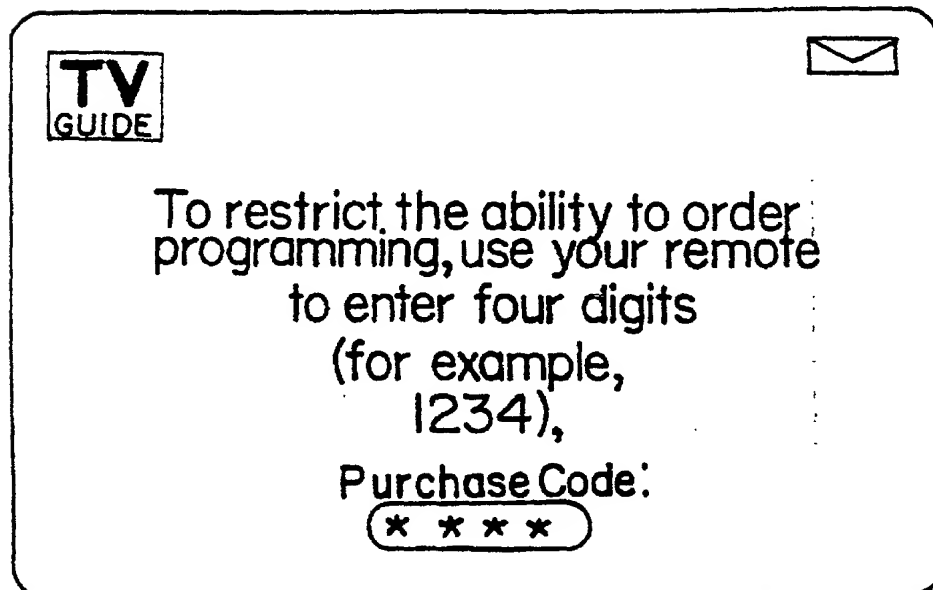 TV
GUIDE
To restrict the ability to order
programming, use your remote
to enter four digits
(for example,
1234),
Purchase Code:
* * * *